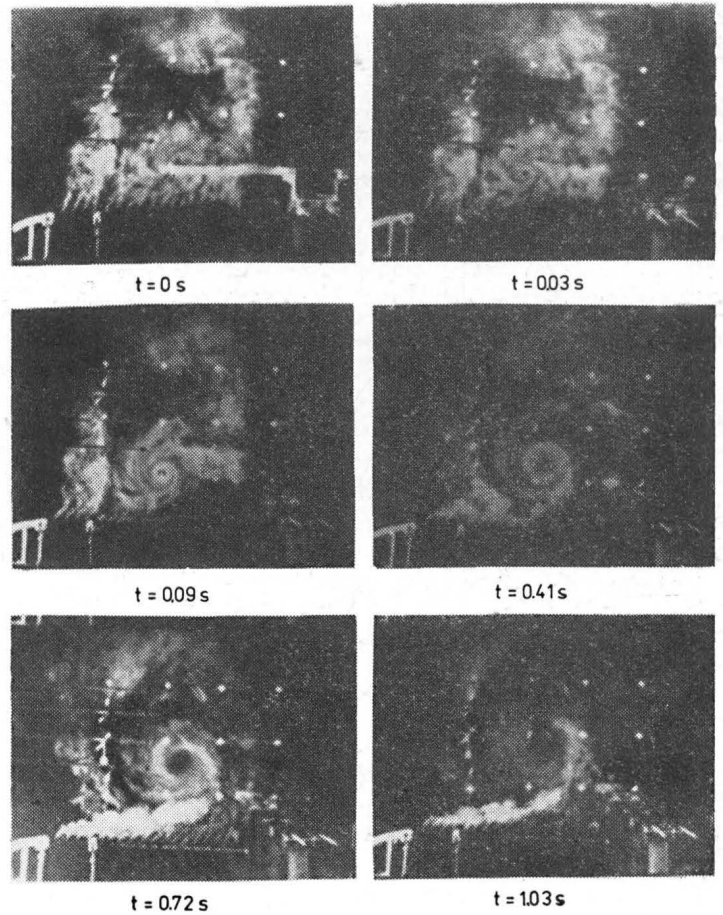 t = 0 s
t = 0.03 s
t = 0.09 s
t = 0.41 s
t = 0.72 s
t = 1.03 s